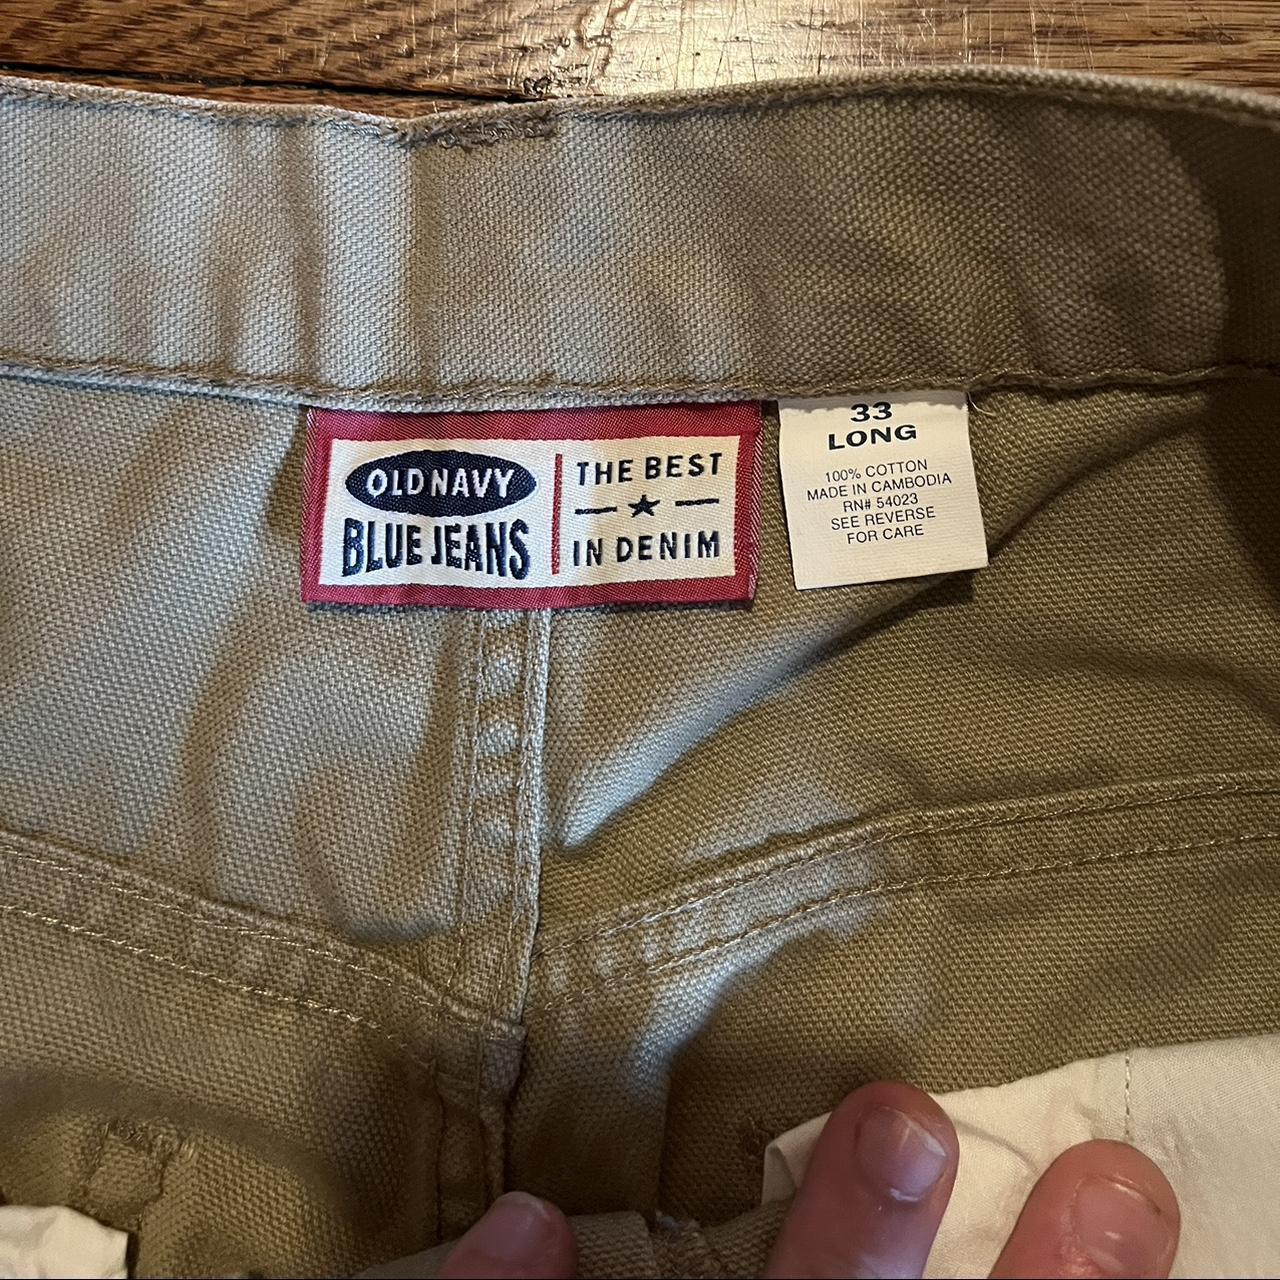 OLD NAVY
BLUE JEANS
THE BEST
IN DENIM
33
LONG
100% COTTON
MADE IN CAMBODIA
RN# 54023
SEE REVERSE
FOR CARE